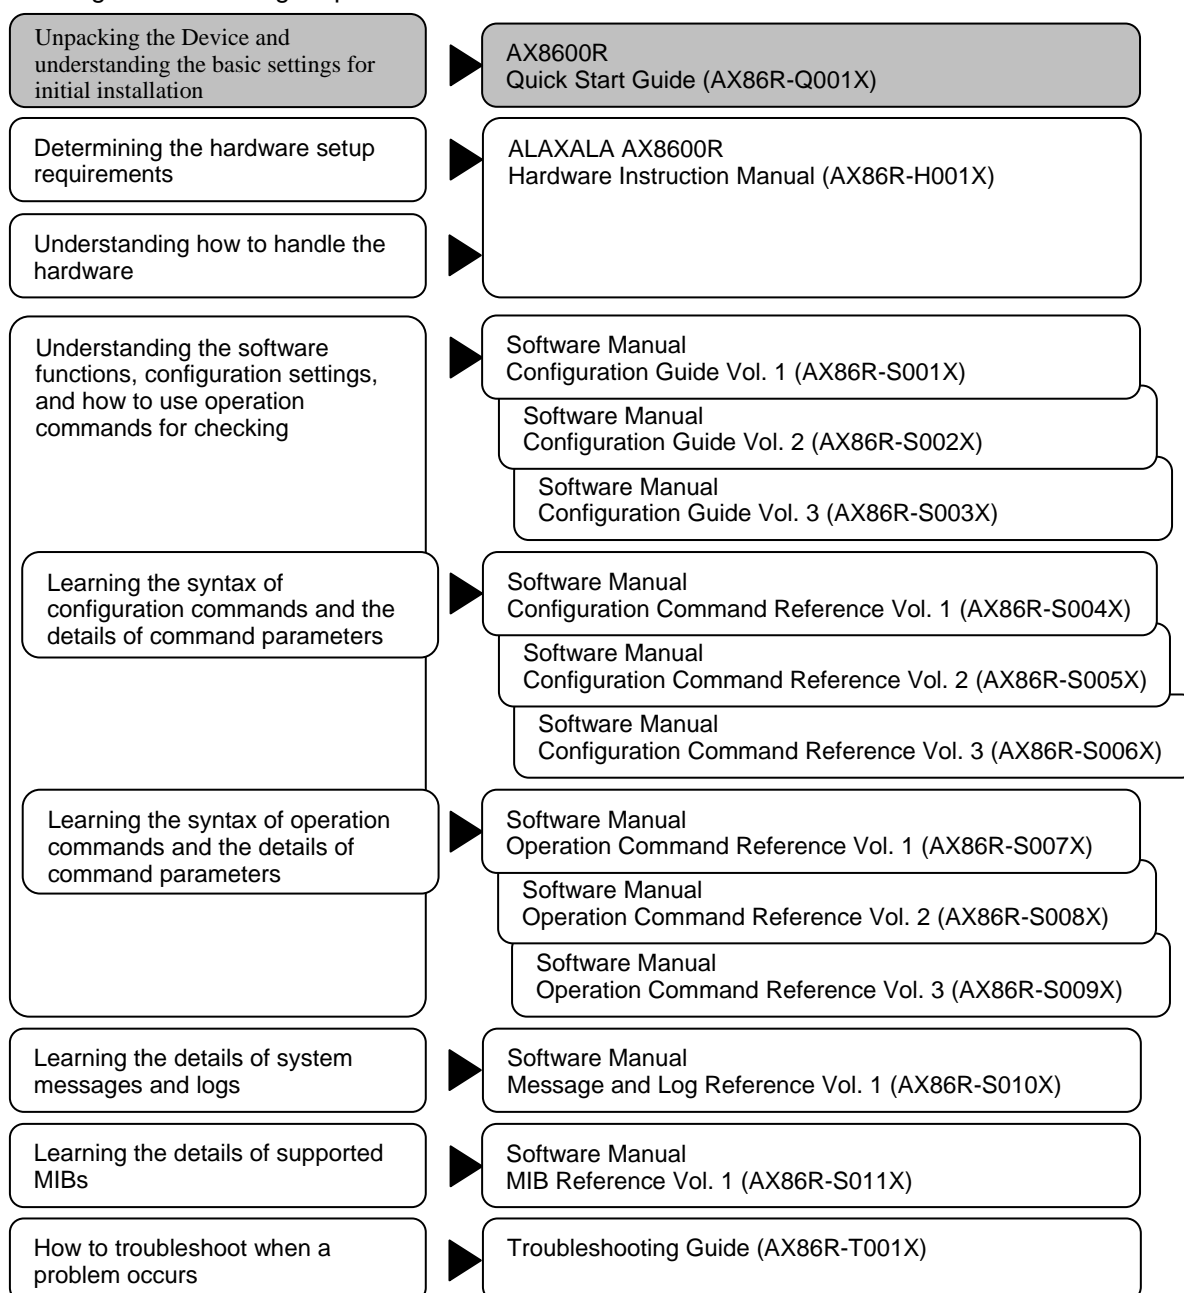 Unpacking the Device and
understanding the basic settings for
initial installation
AX8600R
Quick Start Guide (AX86R-Q001X)
Determining the hardware setup
requirements
ALAXALA AX8600R
Hardware Instruction Manual (AX86R-H001X)
Understanding how to handle the
hardware
Understanding the software
functions, configuration settings,
and how to use operation
commands for checking
Software Manual
Configuration Guide Vol. 1 (AX86R-S001X)
Software Manual
Configuration Guide Vol. 2 (AX86R-S002X)
Software Manual
Configuration Guide Vol. 3 (AX86R-S003X)
Learning the syntax of
configuration commands and the
details of command parameters
Software Manual
Configuration Command Reference Vol. 1 (AX86R-S004X)
Software Manual
Configuration Command Reference Vol. 2 (AX86R-S005X)
Software Manual
Configuration Command Reference Vol. 3 (AX86R-S006X)
Learning the syntax of operation
commands and the details of
command parameters
Software Manual
Operation Command Reference Vol. 1 (AX86R-S007X)
Software Manual
Operation Command Reference Vol. 2 (AX86R-S008X)
Software Manual
Operation Command Reference Vol. 3 (AX86R-S009X)
Learning the details of system
messages and logs
Software Manual
Message and Log Reference Vol. 1 (AX86R-S010X)
Learning the details of supported
MIBs
Software Manual
MIB Reference Vol. 1 (AX86R-S011X)
How to troubleshoot when a
problem occurs
Troubleshooting Guide (AX86R-T001X)